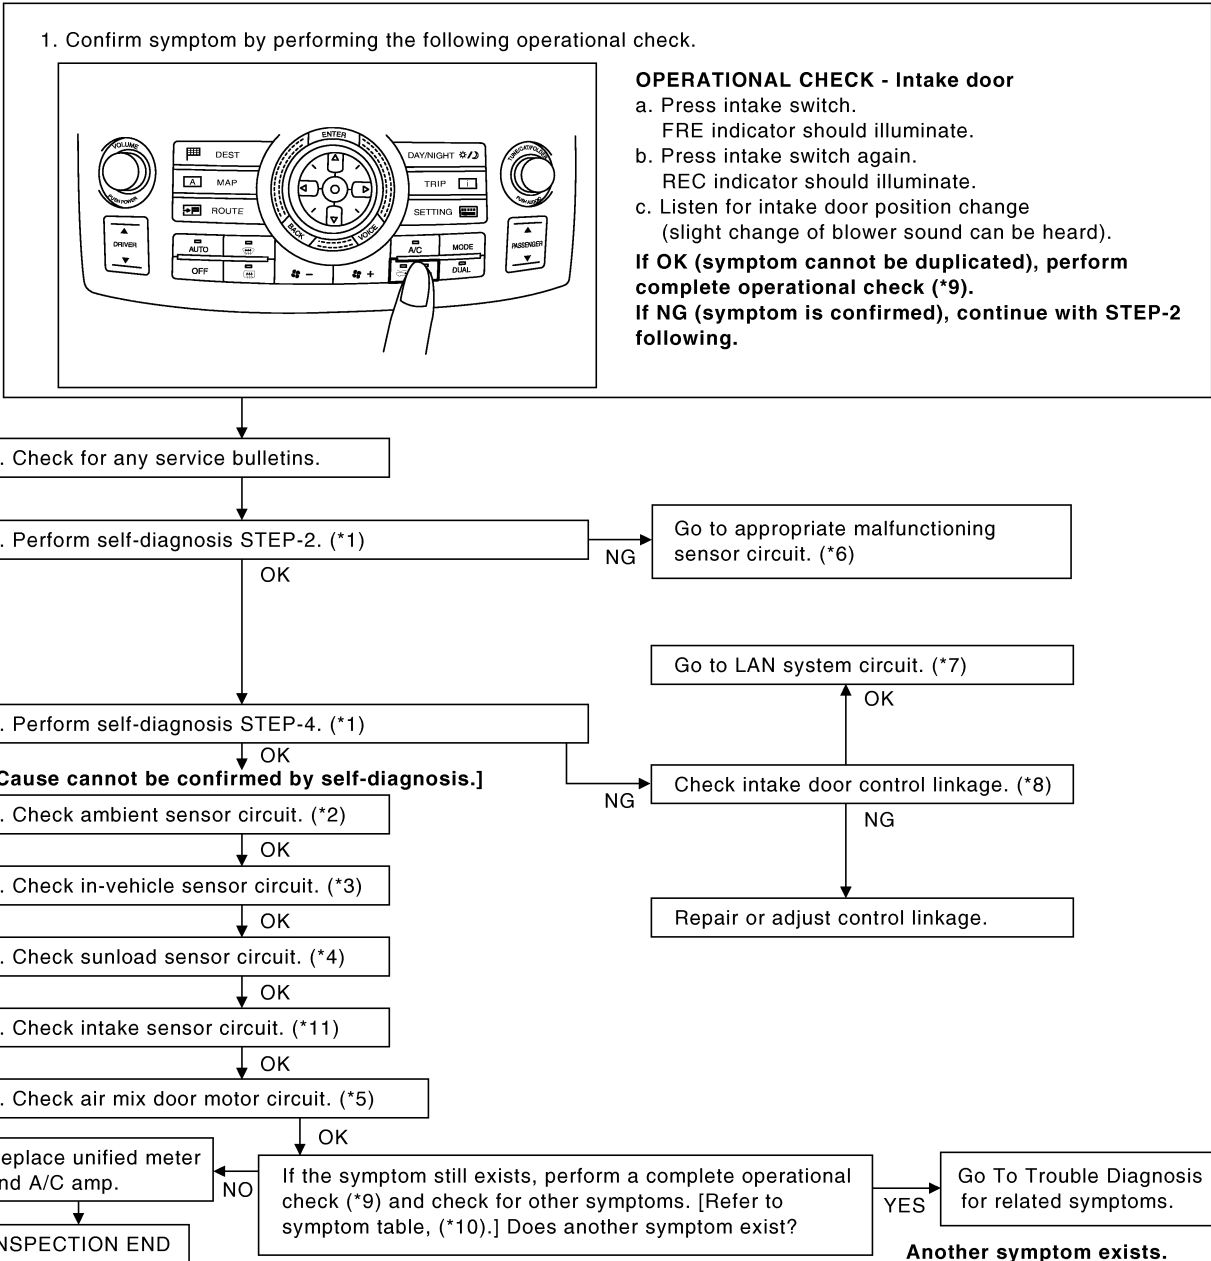 1. Confirm symptom by performing the following operational check.
OPERATIONAL CHECK - Intake door
a. Press intake switch.
FRE indicator should illuminate.
b. Press intake switch again.
REC indicator should illuminate.
c. Listen for intake door position change
(slight change of blower sound can be heard).
If OK (symptom cannot be duplicated), perform
complete operational check (*9).
If NG (symptom is confirmed), continue with STEP-2
following.
VOLUME
PUSH POWER
DEST
MAP
ROUTE
ENTER
BACK
VOICE
DAY/NIGHT
TRIP
SETTING
TUNE/CAT/FOLDER
PUSH AUDIO
DRIVER
AUTO
OFF
A/C
MODE
DUAL
PASSENGER
. Check for any service bulletins.
. Perform self-diagnosis STEP-2. (*1)
NG
Go to appropriate malfunctioning
sensor circuit. (*6)
OK
Go to LAN system circuit. (*7)
OK
. Perform self-diagnosis STEP-4. (*1)
OK
Cause cannot be confirmed by self-diagnosis.]
NG
Check intake door control linkage. (*8)
NG
Repair or adjust control linkage.
. Check ambient sensor circuit. (*2)
OK
. Check in-vehicle sensor circuit. (*3)
OK
. Check sunload sensor circuit. (*4)
OK
. Check intake sensor circuit. (*11)
OK
. Check air mix door motor circuit. (*5)
OK
eplace unified meter
nd A/C amp.
NO
If the symptom still exists, perform a complete operational
check (*9) and check for other symptoms. [Refer to
symptom table, (*10).] Does another symptom exist?
YES
Go To Trouble Diagnosis
for related symptoms.
NSPECTION END
Another symptom exists.